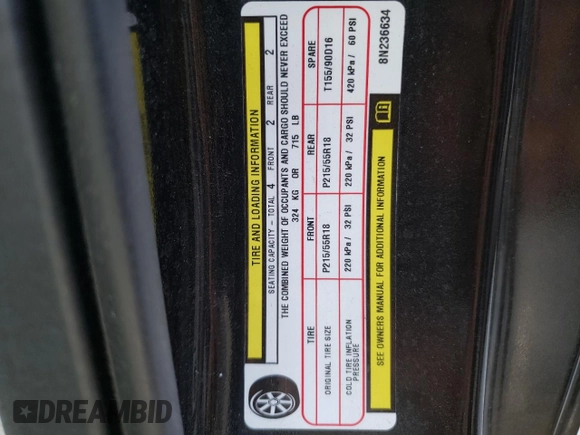 TIRE AND LOADING INFORMATION
SEATING CAPACITY - TOTAL 4 FRONT 2 REAR 2
THE COMBINED WEIGHT OF OCCUPANTS AND CARGO SHOULD NEVER EXCEED
324 KG OR 715 LB
TIRE FRONT REAR SPARE
ORIGINAL TIRE SIZE P215/55R18 P215/55R18 T155/90D16
COLD TIRE INFLATION PRESSURE 220 kPa / 32 PSI 220 kPa / 32 PSI 420 kPa / 60 PSI
SEE OWNERS MANUAL FOR ADDITIONAL INFORMATION
8N236634
DREAMBID